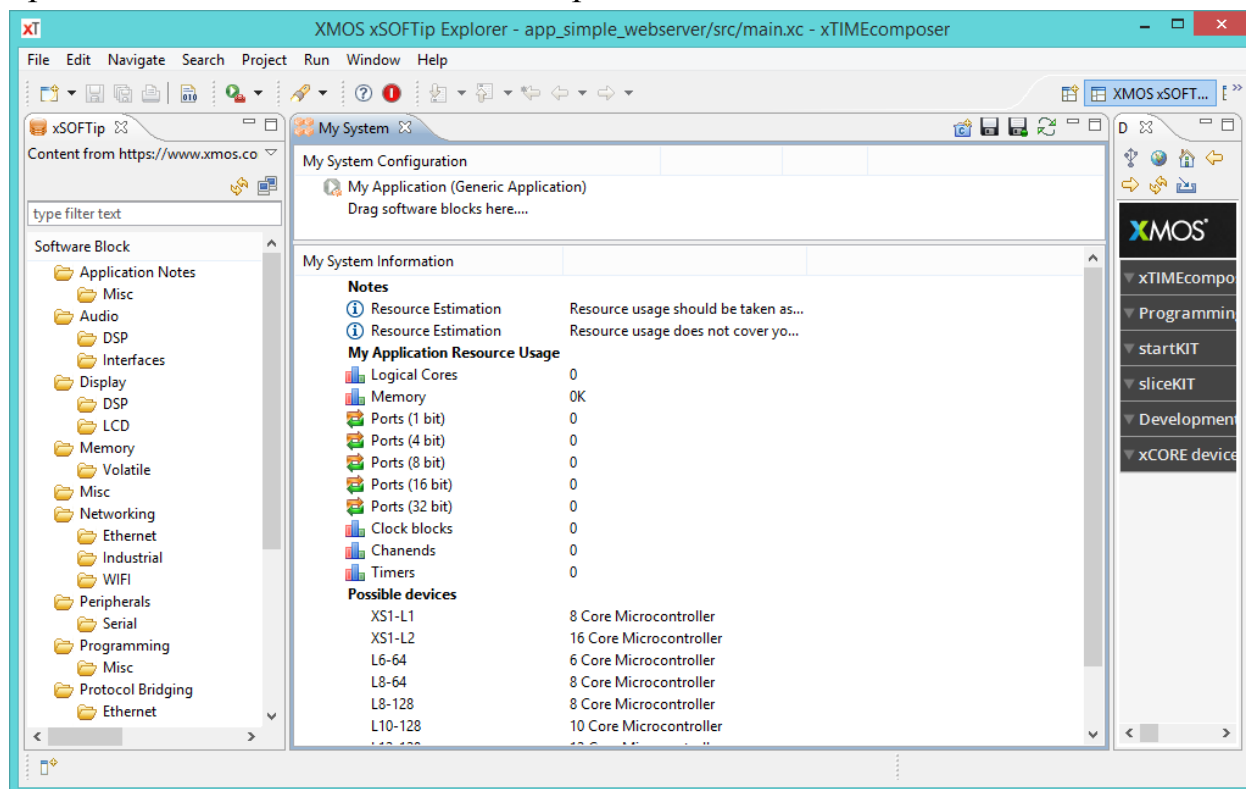 XMOS xSOFTip Explorer - app_simple_webserver/src/main.xc - xTIMEcomposer
File Edit Navigate Search Project Run Window Help
XMOS xSOFT...
xSOFTip
Content from https://www.xmos.co
type filter text
Software Block
Application Notes
Misc
Audio
DSP
Interfaces
Display
DSP
LCD
Memory
Volatile
Misc
Networking
Ethernet
Industrial
WIFI
Peripherals
Serial
Programming
Misc
Protocol Bridging
Ethernet
My System
My System Configuration
My Application (Generic Application)
Drag software blocks here....
My System Information
Notes
Resource Estimation Resource usage should be taken as...
Resource Estimation Resource usage does not cover yo...
My Application Resource Usage
Logical Cores 0
Memory 0K
Ports (1 bit) 0
Ports (4 bit) 0
Ports (8 bit) 0
Ports (16 bit) 0
Ports (32 bit) 0
Clock blocks 0
Chanends 0
Timers 0
Possible devices
XS1-L1 8 Core Microcontroller
XS1-L2 16 Core Microcontroller
L6-64 6 Core Microcontroller
L8-64 8 Core Microcontroller
L8-128 8 Core Microcontroller
L10-128 10 Core Microcontroller
D
XMOS
xTIMEcompo
Programmin
startKIT
sliceKIT
Developmen
xCORE device